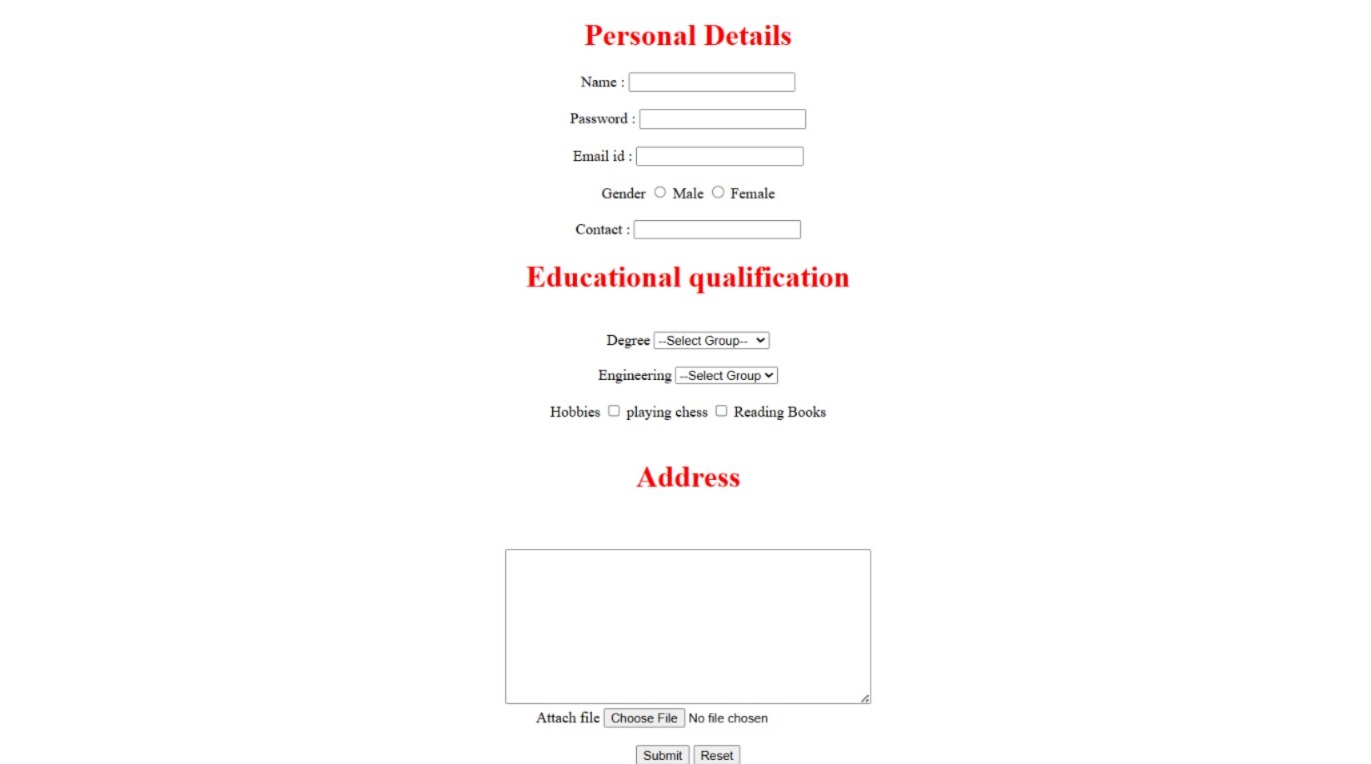 Personal Details
Name :
Password :
Email id :
Gender Male Female
Contact :
Educational qualification
Degree --Select Group--
Engineering --Select Group
Hobbies playing chess Reading Books
Address
Attach file Choose File No file chosen
Submit Reset